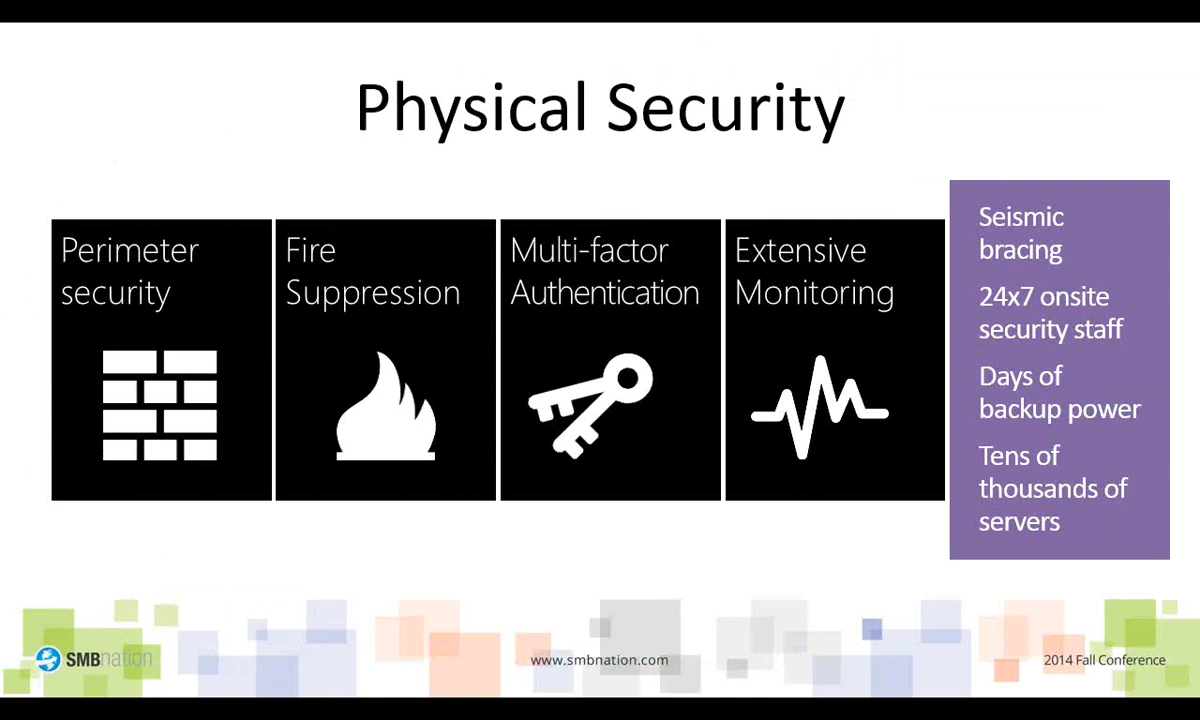 Physical Security
Perimeter
security
Fire
Suppression
Multi-factor
Authentication
Extensive
Monitoring
Seismic
bracing
24x7 onsite
security staff
Days of
backup power
Tens of
thousands of
servers
SMBnation
www.smbnation.com
2014 Fall Conference